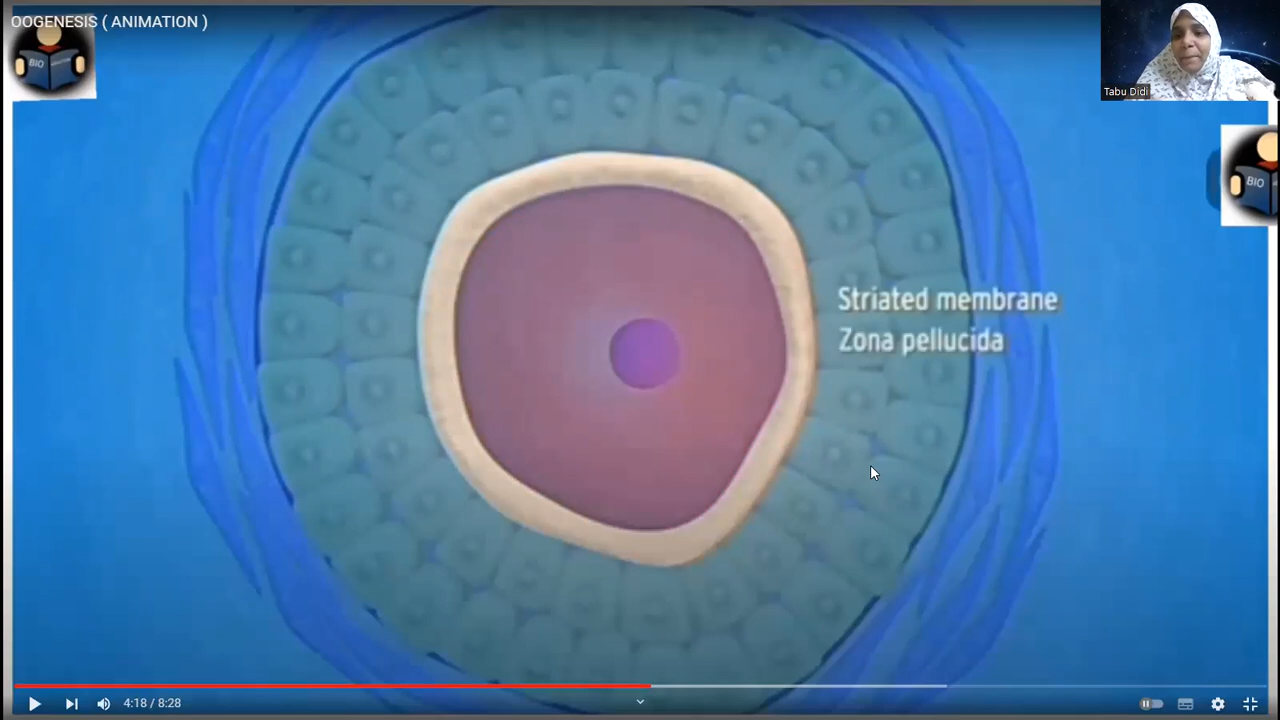 OOGENESIS ( ANIMATION )
BIO
Tabu Didi
BIO
Striated membrane
Zona pellucida
4:18 / 8:28